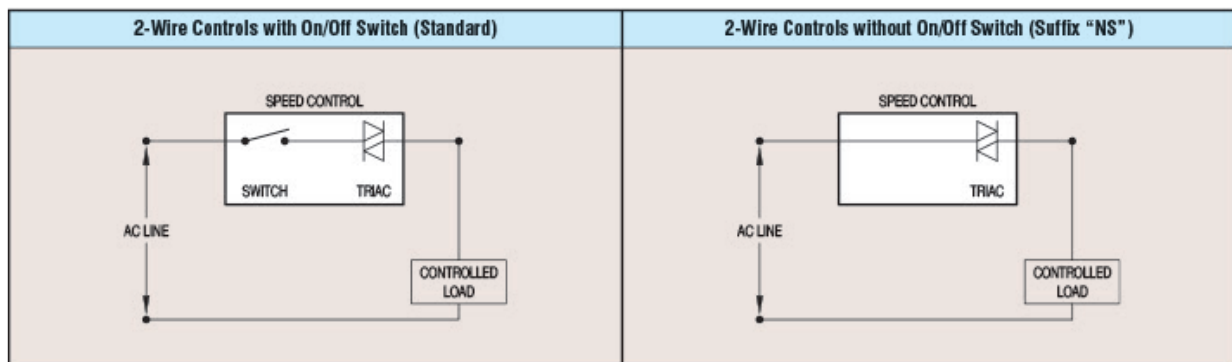 2-Wire Controls with On/Off Switch (Standard)
2-Wire Controls without On/Off Switch (Suffix “NS”)
SPEED CONTROL
SWITCH
TRIAC
AC LINE
CONTROLLED
LOAD
SPEED CONTROL
TRIAC
AC LINE
CONTROLLED
LOAD